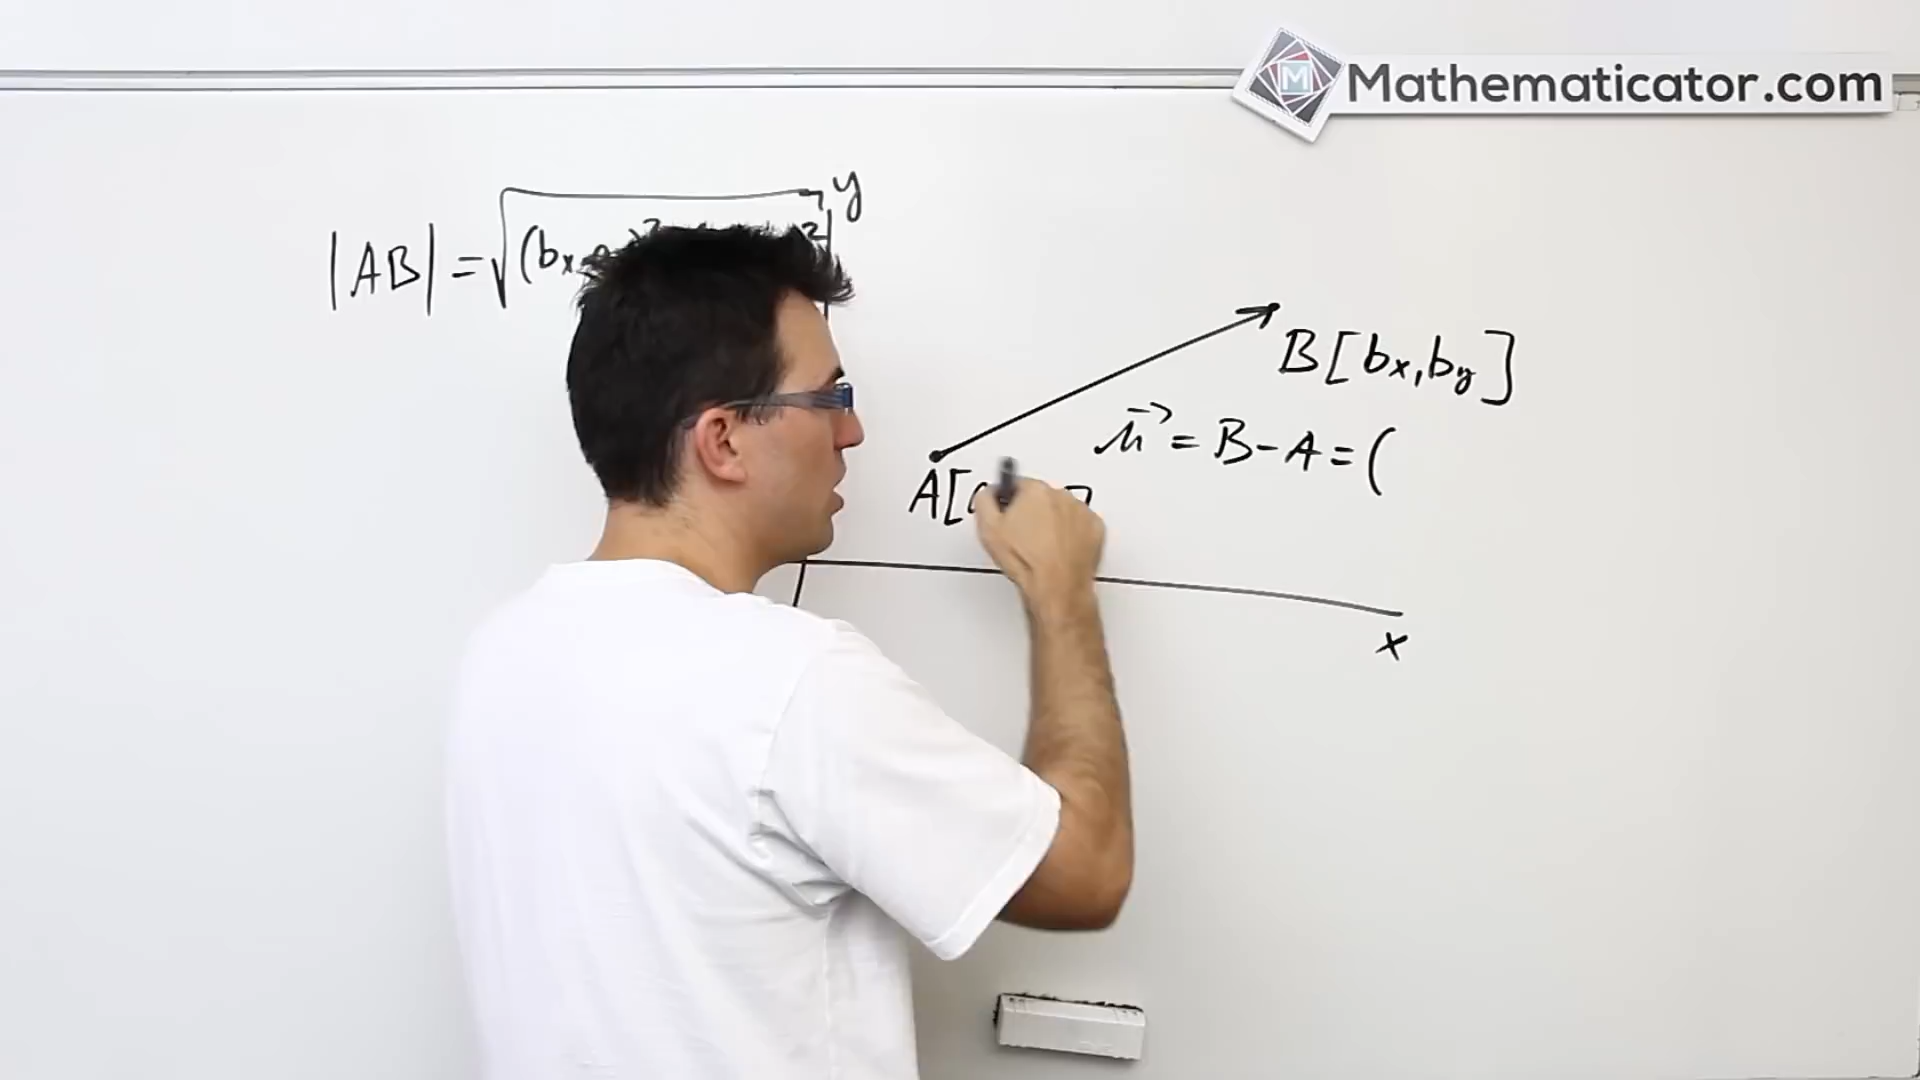 Mathematicator.com
y
|AB| = √(bx
B[bx, by]
u⃗ = B-A = (
A[
x